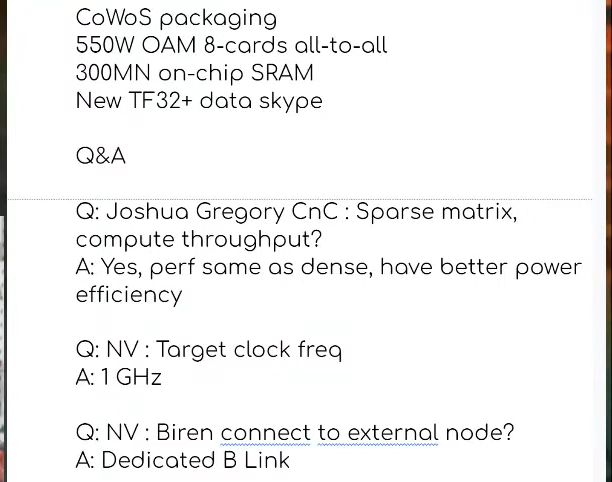 CoWoS packaging
550W OAM 8-cards all-to-all
300MN on-chip SRAM
New TF32+ data skype
Q&A
Q: Joshua Gregory CnC : Sparse matrix,
compute throughput?
A: Yes, perf same as dense, have better power
efficiency
Q: NV : Target clock freq
A: 1 GHz
Q: NV : Biren connect to external node?
A: Dedicated B Link